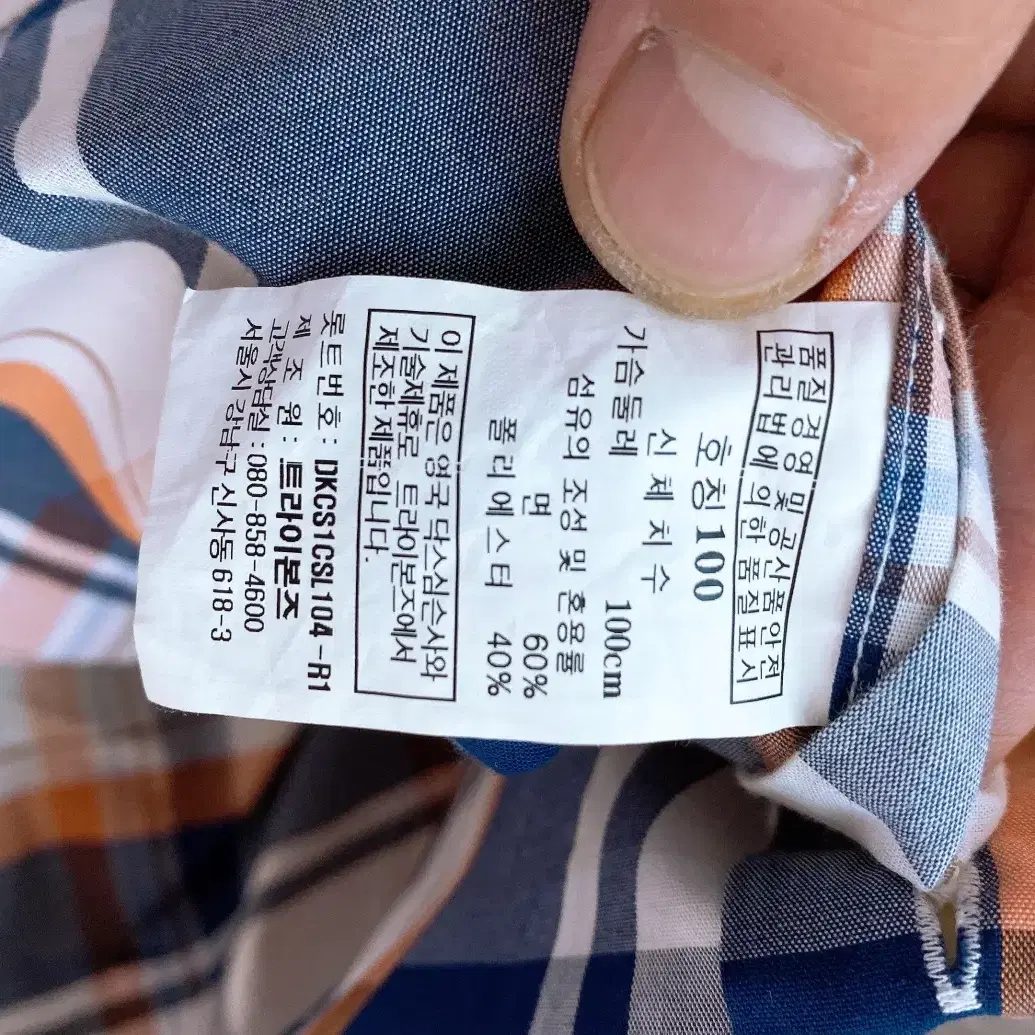 품질경영 및 공산품안전
관리법에 의한 품질표시
호칭 100
신체치수
가슴둘레 100cm
섬유의 조성 및 혼용율
면 60%
폴리에스터 40%
이 제품은 영국 닥스심슨사와
기술제휴로 트라이본즈에서
제조한 제품입니다.
롯트번호 : DKCS1CSL104-R1
제조원 : 트라이본즈
고객상담실 : 080-858-4600
서울시 강남구 신사동 618-3